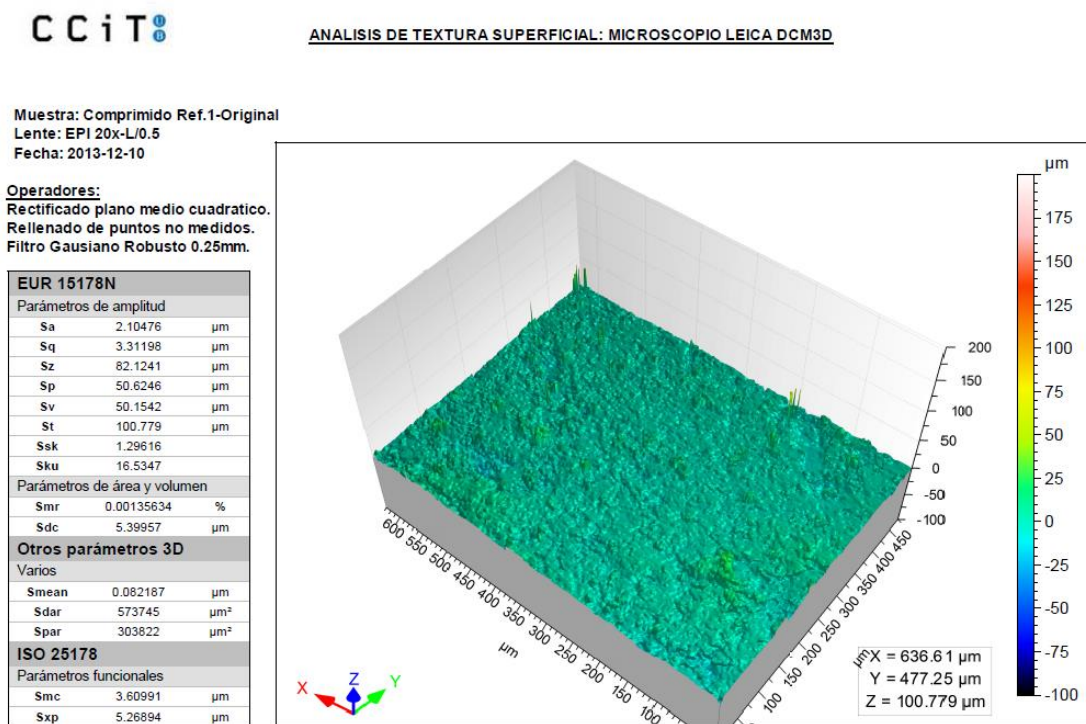 CCiT UB
ANALISIS DE TEXTURA SUPERFICIAL: MICROSCOPIO LEICA DCM3D
Muestra: Comprimido Ref.1-Original
Lente: EPI 20x-L/0.5
Fecha: 2013-12-10
Operadores:
Rectificado plano medio cuadratico.
Rellenado de puntos no medidos.
Filtro Gausiano Robusto 0.25mm.
EUR 15178N
Parámetros de amplitud
Sa 2.10476 µm
Sq 3.31198 µm
Sz 82.1241 µm
Sp 50.6246 µm
Sv 50.1542 µm
St 100.779 µm
Ssk 1.29616
Sku 16.5347
Parámetros de área y volumen
Smr 0.00135634 %
Sdc 5.39957 µm
Otros parámetros 3D
Varios
Smean 0.082187 µm
Sdar 573745 µm²
Spar 303822 µm²
ISO 25178
Parámetros funcionales
Smc 3.60991 µm
Sxp 5.26894 µm
X
Z
Y
600 550 500 450 400 350 300 250 200 150 100
µm
100 150 200 250 300 350 400 450
µm
200
150
100
50
0
-50
-100
X = 636.61 µm
Y = 477.25 µm
Z = 100.779 µm
µm
175
150
125
100
75
50
25
0
-25
-50
-75
-100